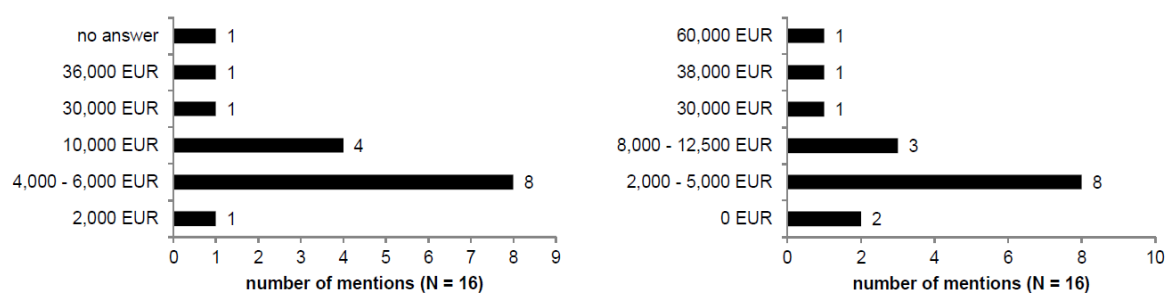 no answer 1
36,000 EUR 1
30,000 EUR 1
10,000 EUR 4
4,000 - 6,000 EUR 8
2,000 EUR 1
0 1 2 3 4 5 6 7 8 9
number of mentions (N = 16)
60,000 EUR 1
38,000 EUR 1
30,000 EUR 1
8,000 - 12,500 EUR 3
2,000 - 5,000 EUR 8
0 EUR 2
0 2 4 6 8 10
number of mentions (N = 16)